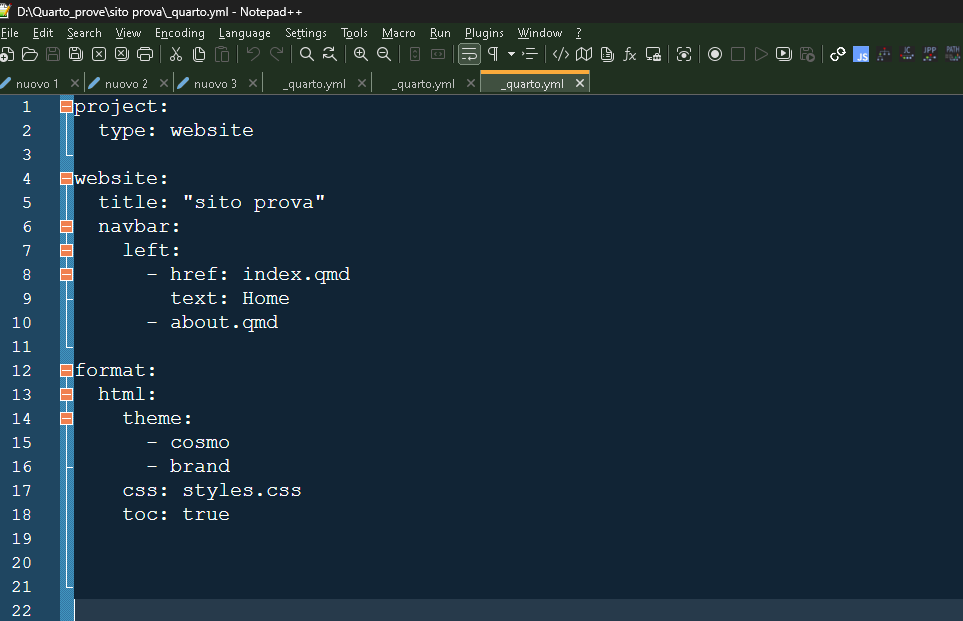 D:\Quarto_prove\sito prova\_quarto.yml - Notepad++
File Edit Search View Encoding Language Settings Tools Macro Run Plugins Window ?
nuovo 1 nuovo 2 nuovo 3 _quarto.yml _quarto.yml _quarto.yml
1 project:
2   type: website
3
4 website:
5   title: "sito prova"
6   navbar:
7     left:
8       - href: index.qmd
9         text: Home
10       - about.qmd
11
12 format:
13   html:
14     theme:
15       - cosmo
16       - brand
17     css: styles.css
18     toc: true
19
20
21
22